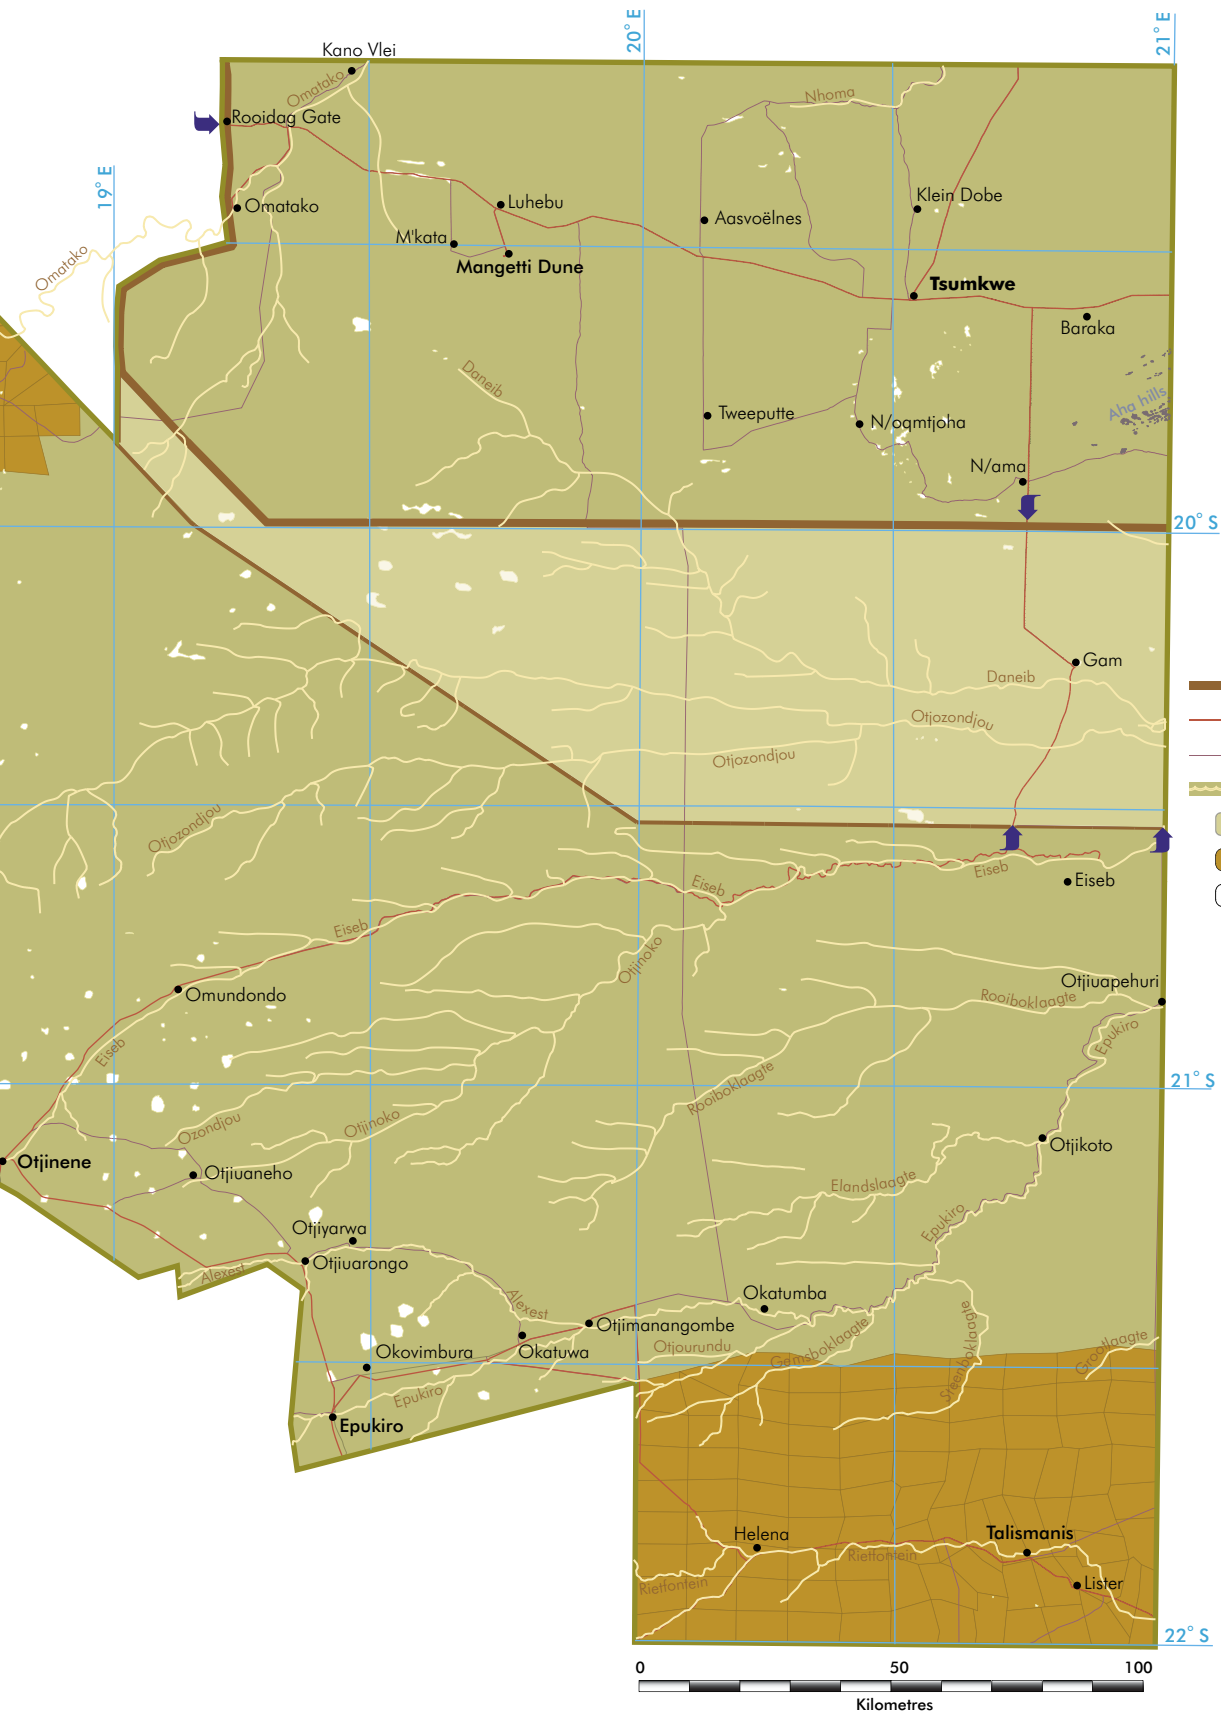 20° E
21° E
Kano Vlei
Omatako
Nhoma
Rooidag Gate
19° E
Klein Dobe
Luhebu
Omatako
Aasvoëlnes
M'kata
Mangetti Dune
Omatako
Tsumkwe
Baraka
Daneib
Aha hills
Tweeputte
N/oqmtjoha
N/ama
20° S
Gam
Daneib
Otjozondjou
Otjozondjou
Otjozondjou
Eiseb
Eiseb
Eiseb
Eiseb
Otjinoko
Otjiuapehuri
Omundondo
Rooiboklaagte
Epukiro
Eiseb
21° S
Rooiboklaagte
Ozondjou
Otjinoko
Otjikoto
Otjinene
Otjiuaneho
Elandslaagte
Epukiro
Otjiyarwa
Otjiuarongo
Alexest
Okatumba
Alexest
Otjimanangombe
Otjourundu
Gemsboklaagte
Steenboklaagte
Grootlaagte
Okovimbura
Okatuwa
Epukiro
Epukiro
Helena
Talismanis
Rietfontein
Rietfontein
Lister
22° S
0 50 100
Kilometres